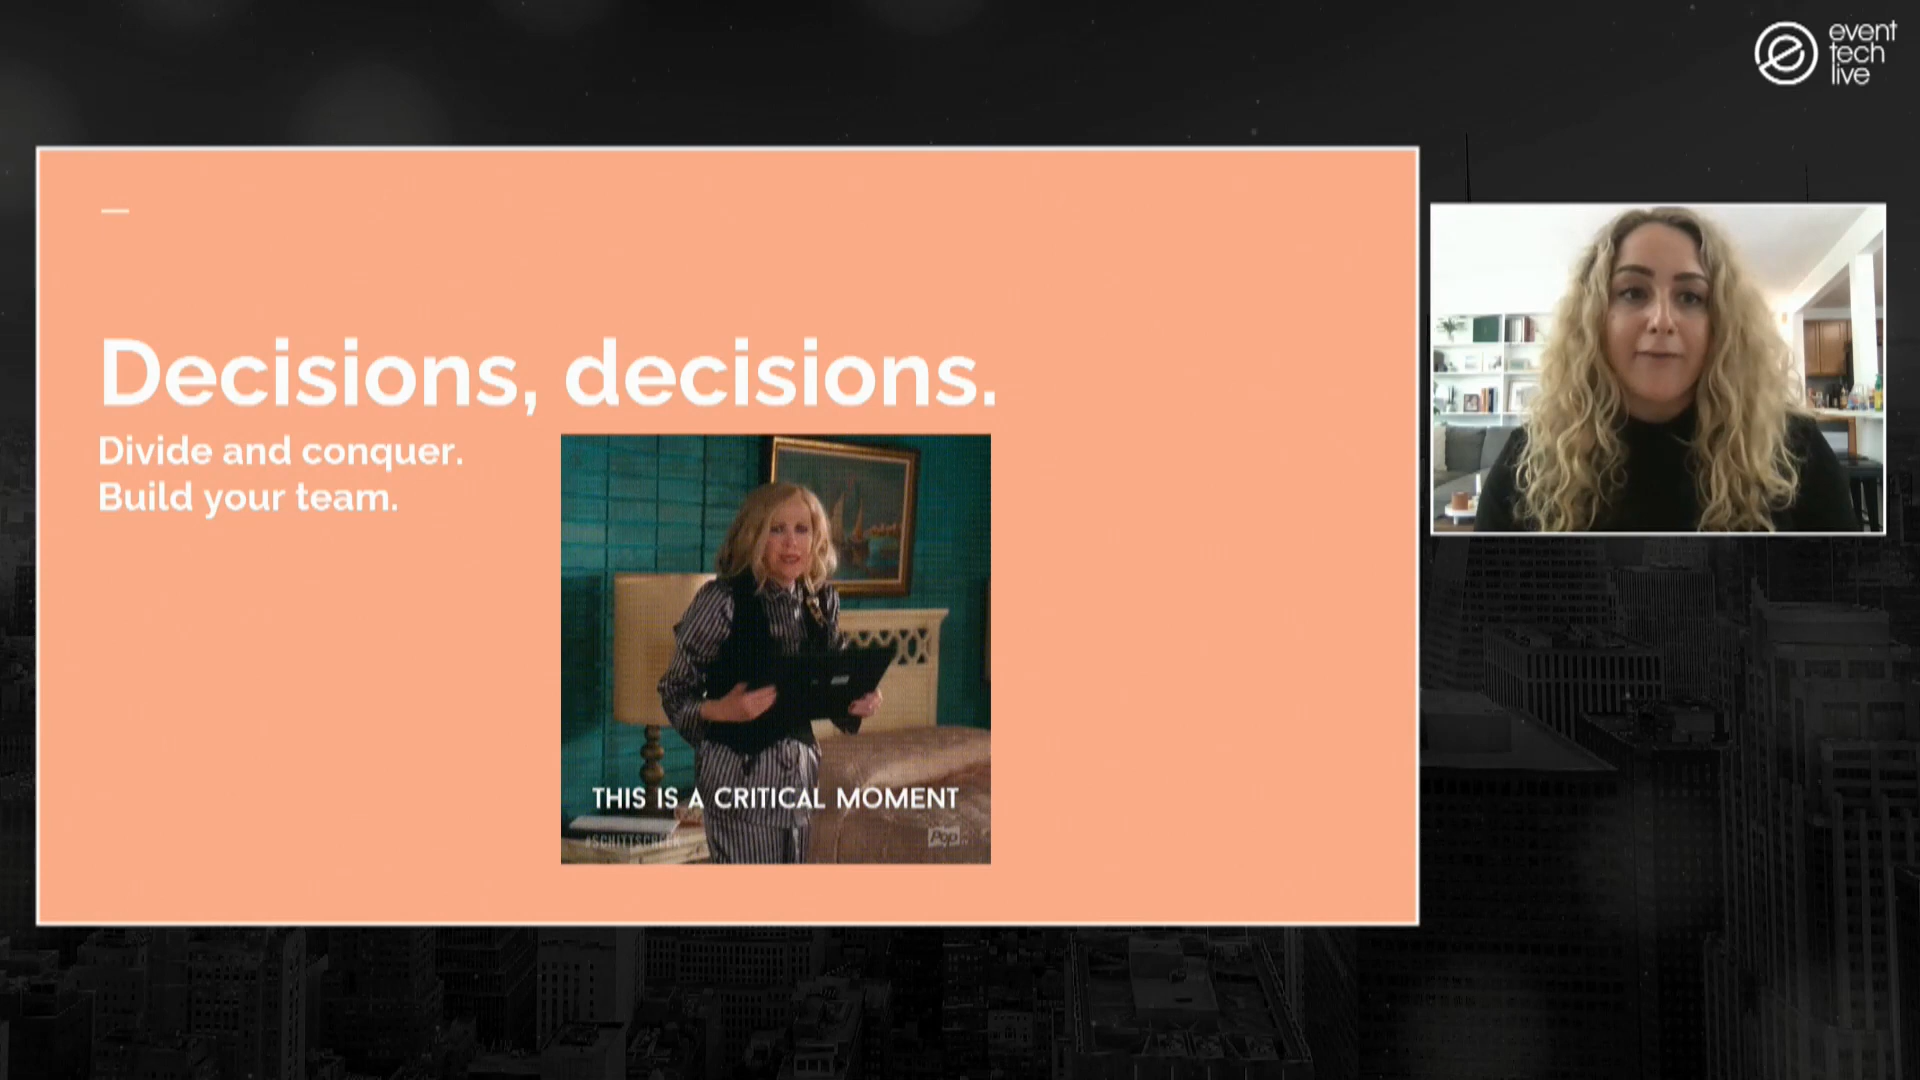 event
tech
live
Decisions, decisions.
Divide and conquer.
Build your team.
THIS IS A CRITICAL MOMENT
#SCHITTSCREEK
Pop